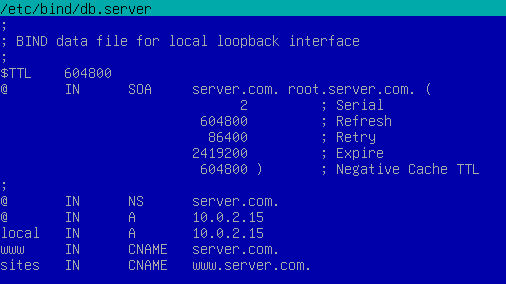 /etc/bind/db.server
;
; BIND data file for local loopback interface
;
$TTL    604800
@       IN      SOA     server.com. root.server.com. (
                              2         ; Serial
                         604800         ; Refresh
                          86400         ; Retry
                        2419200         ; Expire
                         604800 )       ; Negative Cache TTL
;
@       IN      NS      server.com.
@       IN      A       10.0.2.15
local   IN      A       10.0.2.15
www     IN      CNAME   server.com.
sites   IN      CNAME   www.server.com.